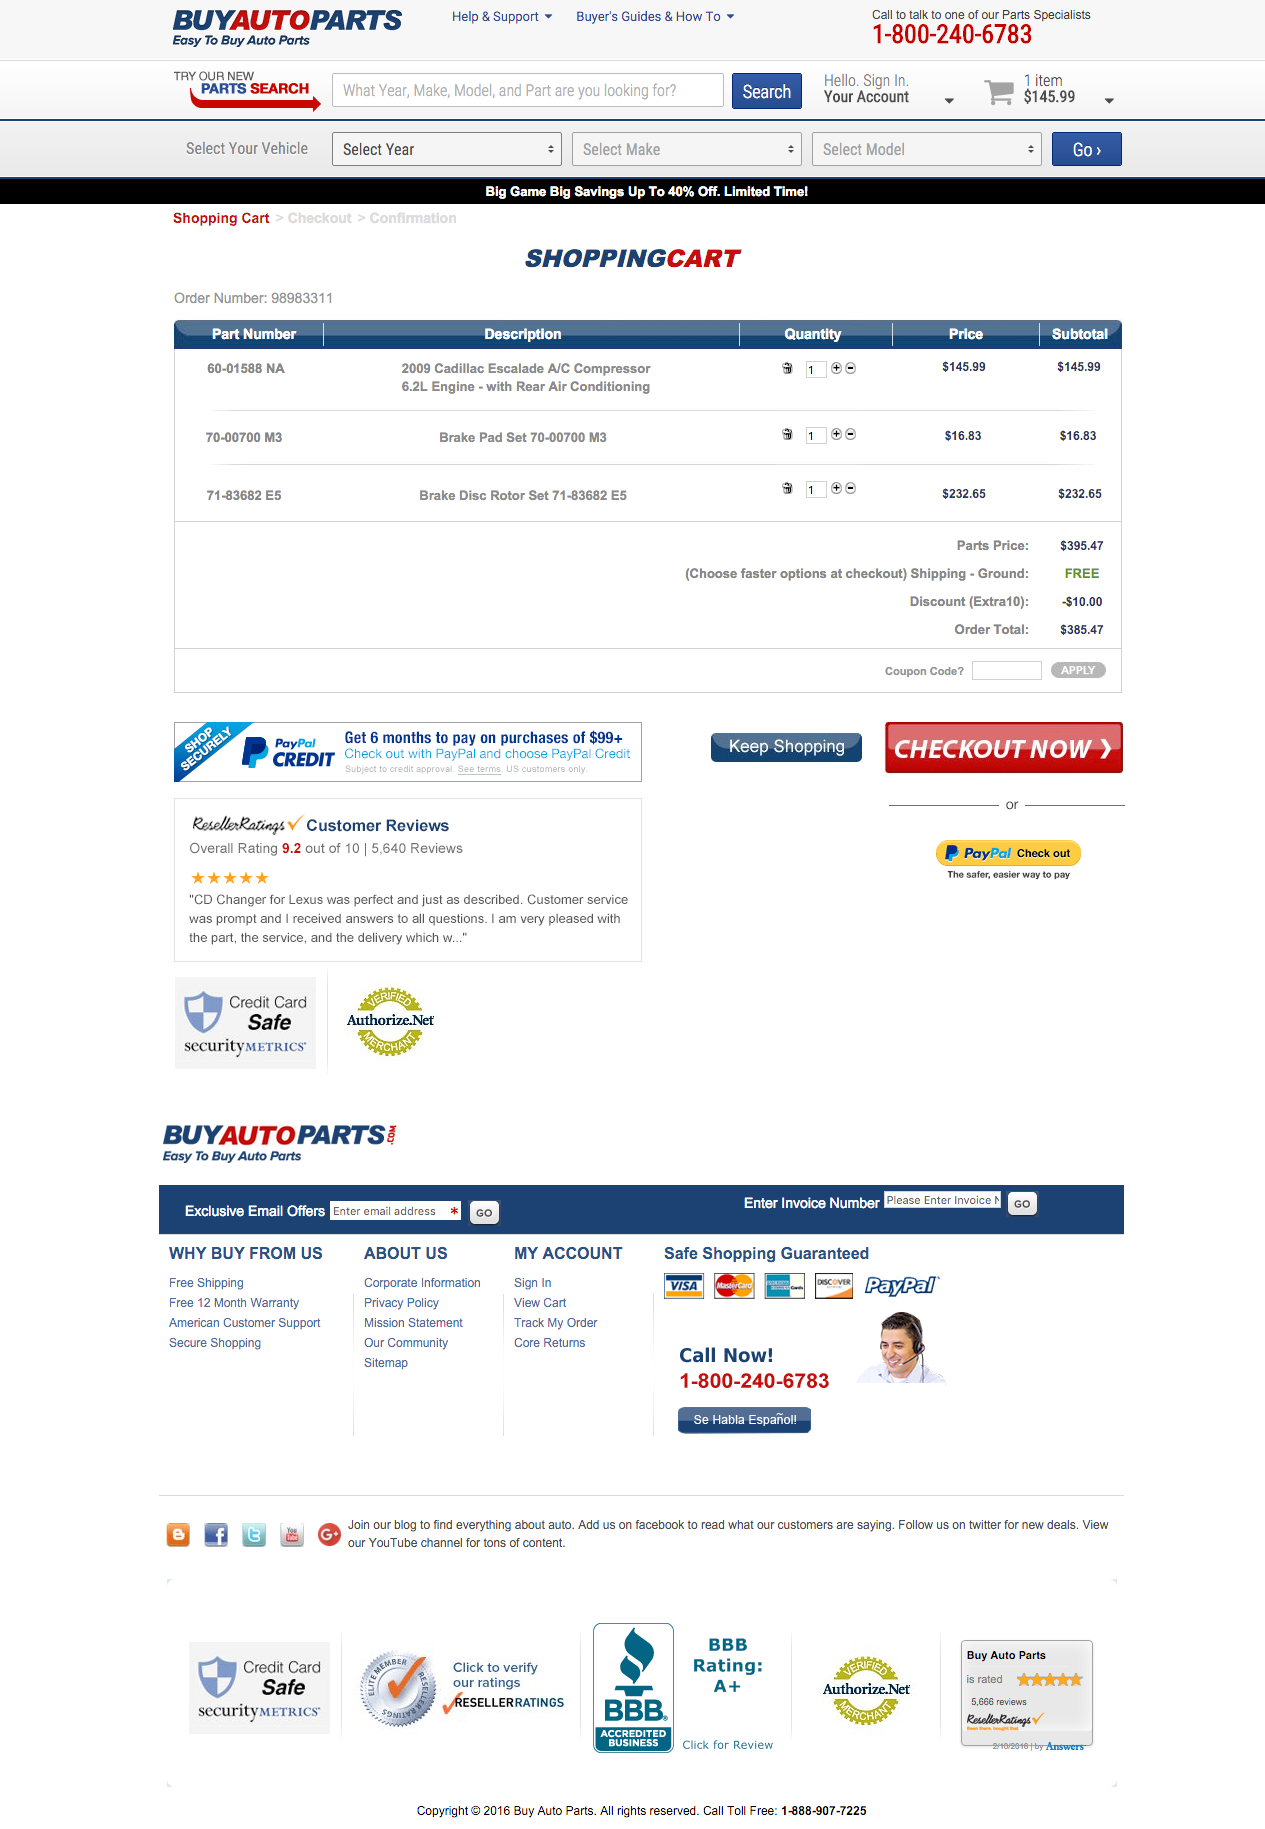 BUYAUTOPARTS
Easy To Buy Auto Parts
Help & Support
Buyer's Guides & How To
Call to talk to one of our Parts Specialists
1-800-240-6783
TRY OUR NEW
PARTS SEARCH
What Year, Make, Model, and Part are you looking for?
Search
Hello. Sign In.
Your Account
1 item
$145.99
Select Your Vehicle
Select Year
Select Make
Select Model
Go ›
Big Game Big Savings Up To 40% Off. Limited Time!
Shopping Cart > Checkout > Confirmation
SHOPPINGCART
Order Number: 98983311
Part Number Description Quantity Price Subtotal
60-01588 NA 2009 Cadillac Escalade A/C Compressor 1 $145.99 $145.99
6.2L Engine - with Rear Air Conditioning
70-00700 M3 Brake Pad Set 70-00700 M3 1 $16.83 $16.83
71-83682 E5 Brake Disc Rotor Set 71-83682 E5 1 $232.65 $232.65
Parts Price: $395.47
(Choose faster options at checkout) Shipping - Ground: FREE
Discount (Extra10): -$10.00
Order Total: $385.47
Coupon Code? APPLY
SHOP SECURELY
PayPal CREDIT
Get 6 months to pay on purchases of $99+
Check out with PayPal and choose PayPal Credit
Subject to credit approval. See terms. US customers only.
Keep Shopping
CHECKOUT NOW ❯
or
PayPal Check out
The safer, easier way to pay
ResellerRatings Customer Reviews
Overall Rating 9.2 out of 10 | 5,640 Reviews
★★★★★
"CD Changer for Lexus was perfect and just as described. Customer service
was prompt and I received answers to all questions. I am very pleased with
the part, the service, and the delivery which w..."
Credit Card
Safe
securityMETRICS®
VERIFIED
Authorize.Net
MERCHANT
BUYAUTOPARTS.COM
Easy To Buy Auto Parts
Exclusive Email Offers Enter email address * GO
Enter Invoice Number Please Enter Invoice N GO
WHY BUY FROM US
Free Shipping
Free 12 Month Warranty
American Customer Support
Secure Shopping
ABOUT US
Corporate Information
Privacy Policy
Mission Statement
Our Community
Sitemap
MY ACCOUNT
Sign In
View Cart
Track My Order
Core Returns
Safe Shopping Guaranteed
VISA MasterCard DISCOVER PayPal
Call Now!
1-800-240-6783
Se Habla Español!
You Tube
Join our blog to find everything about auto. Add us on facebook to read what our customers are saying. Follow us on twitter for new deals. View
our YouTube channel for tons of content.
Credit Card
Safe
securityMETRICS®
ELITE MEMBER
RESELLER RATINGS
Click to verify
our ratings
RESELLERRATINGS
BBB
ACCREDITED
BUSINESS
BBB
Rating:
A+
Click for Review
VERIFIED
Authorize.Net
MERCHANT
Buy Auto Parts
is rated ★★★★★
5,666 reviews
ResellerRatings
Been there, bought that
2/10/2016 | by Answers
Copyright © 2016 Buy Auto Parts. All rights reserved. Call Toll Free: 1-888-907-7225